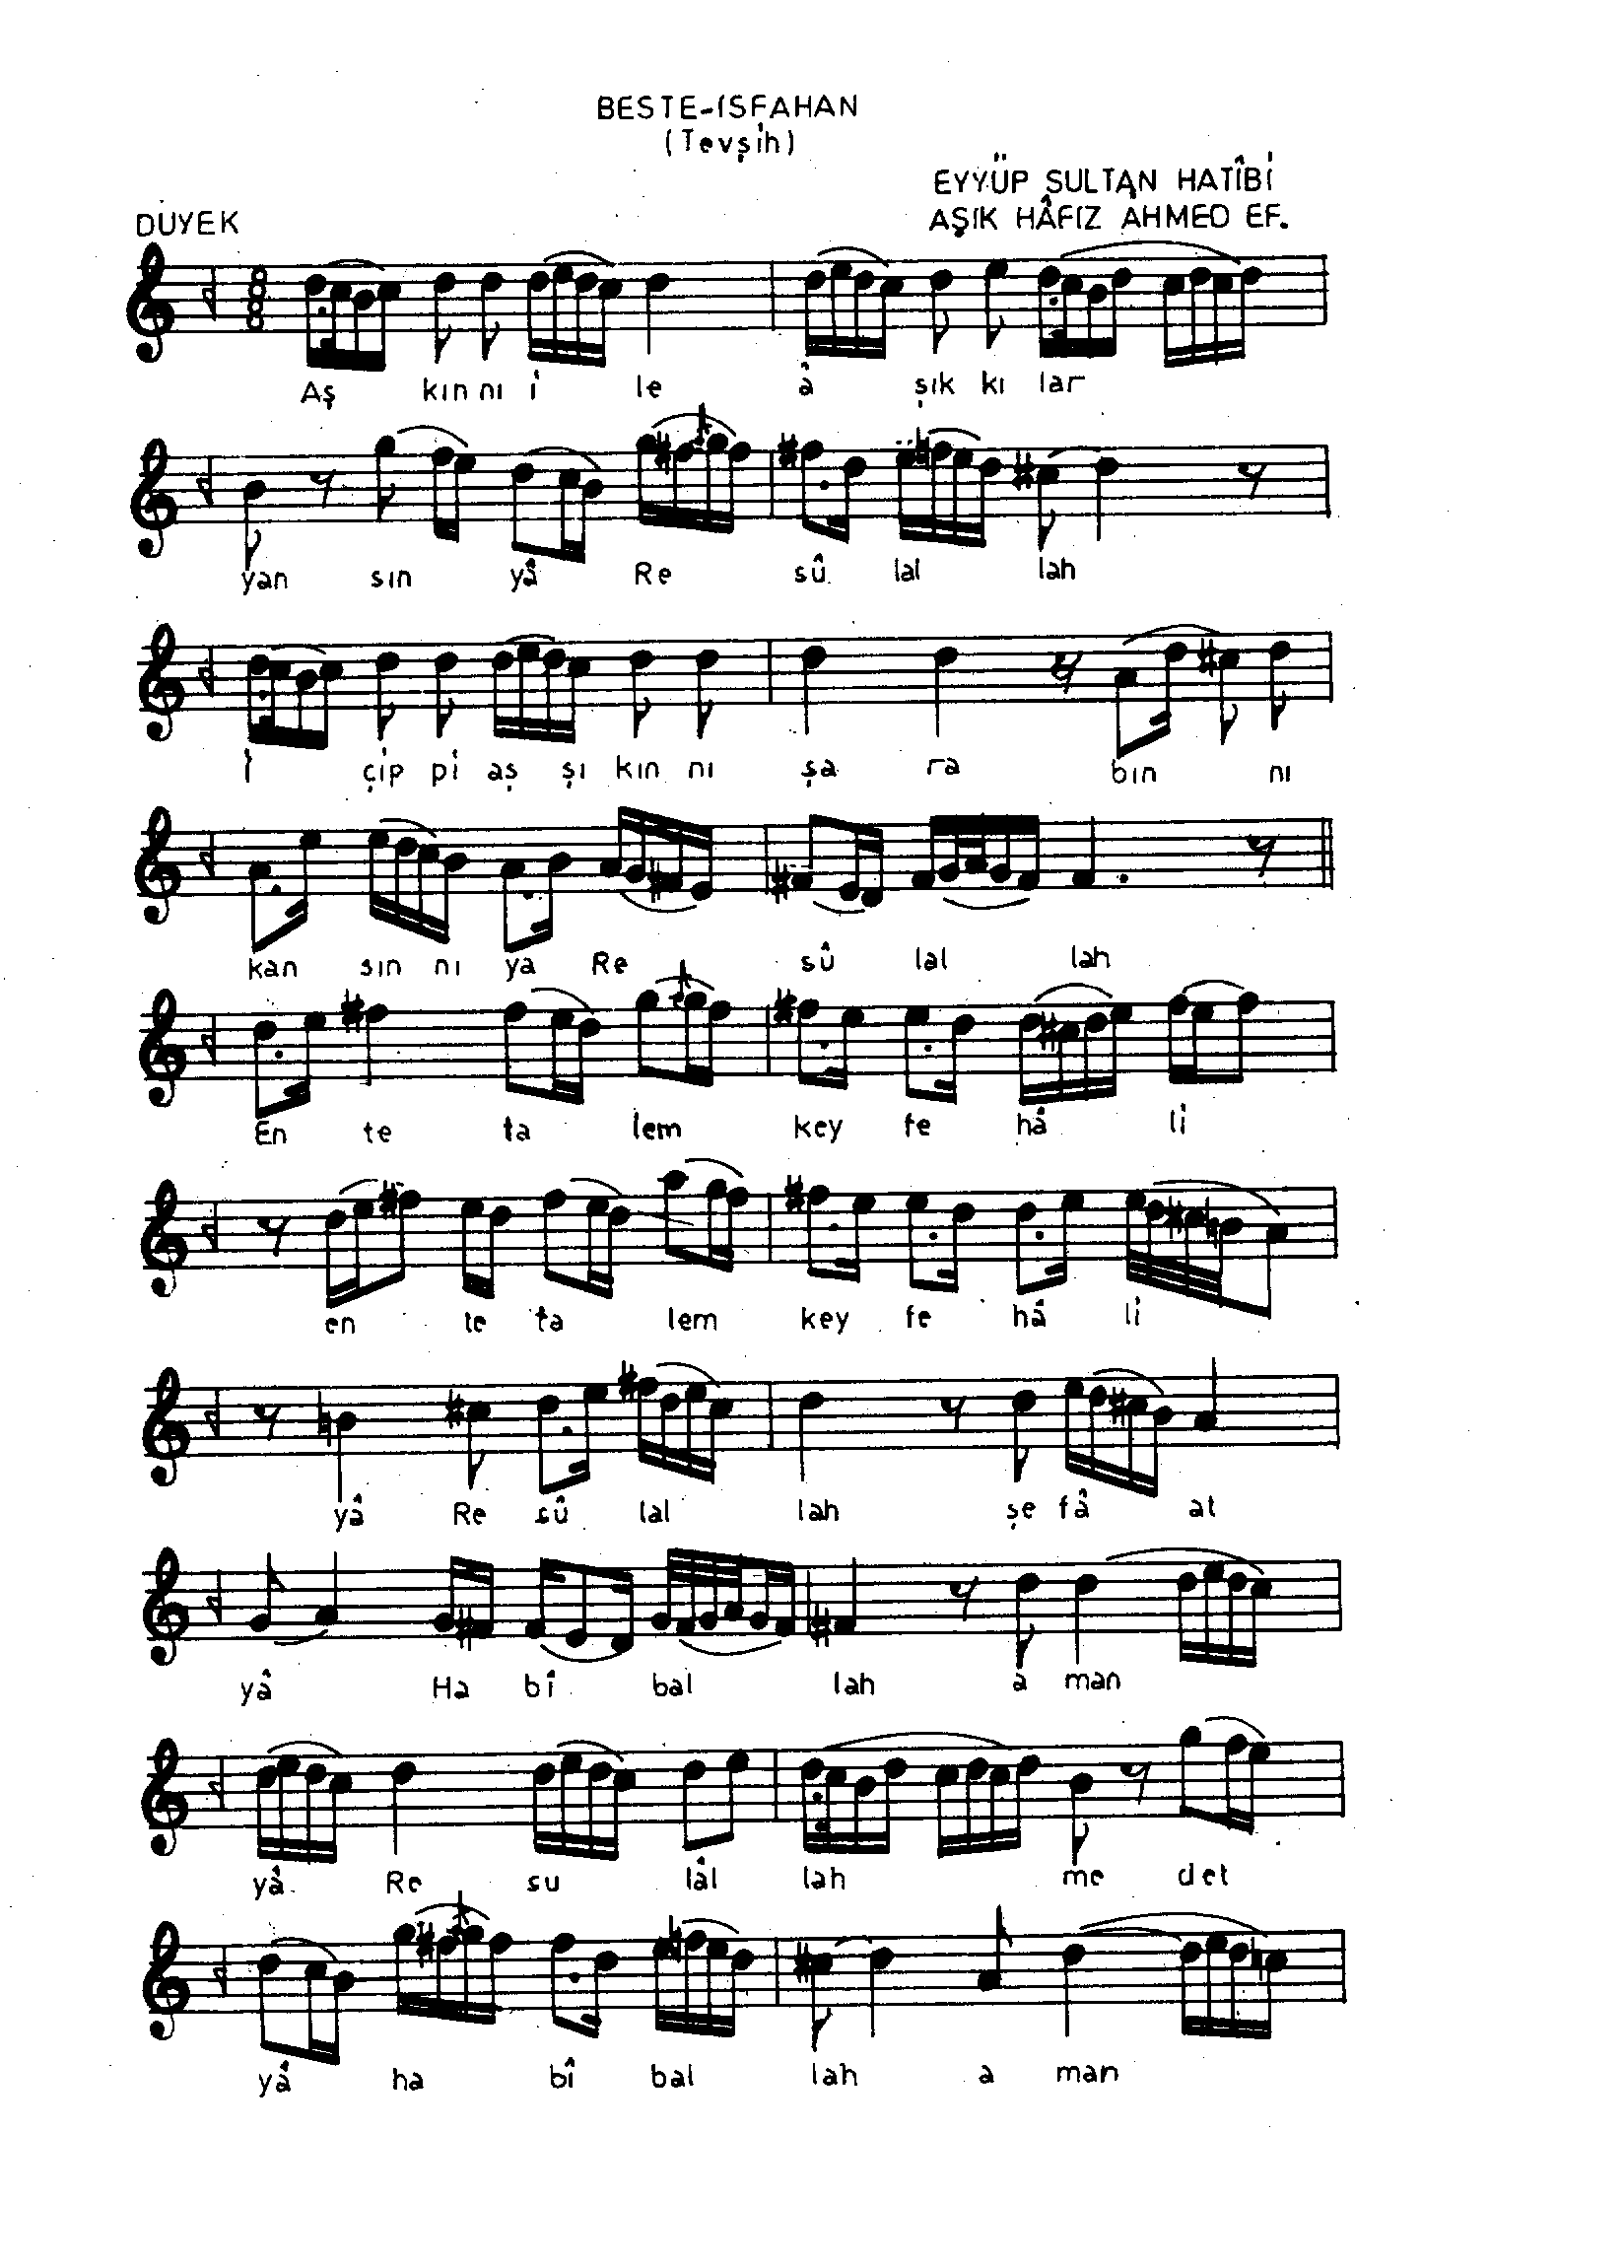 BESTE-İSFAHAN
(Tevşih)
EYYÜP SULTAN HATÎBİ
AŞIK HÂFIZ AHMED EF.
DÜYEK
8
8
Aş kın nı i le â şık kı lar
yan sın yâ Re sû lal lah
İ çip pi aş şı kın nı şa ra bın nı
kan sın nı ya Re sû lal lah
En te ta lem key fe hâ li
en te ta lem key fe hâ li
yâ Re sû lal lah şe fâ at
yâ Ha bî bal lah a man
yâ Re su lâl lah me det
yâ ha bî bal lah a man